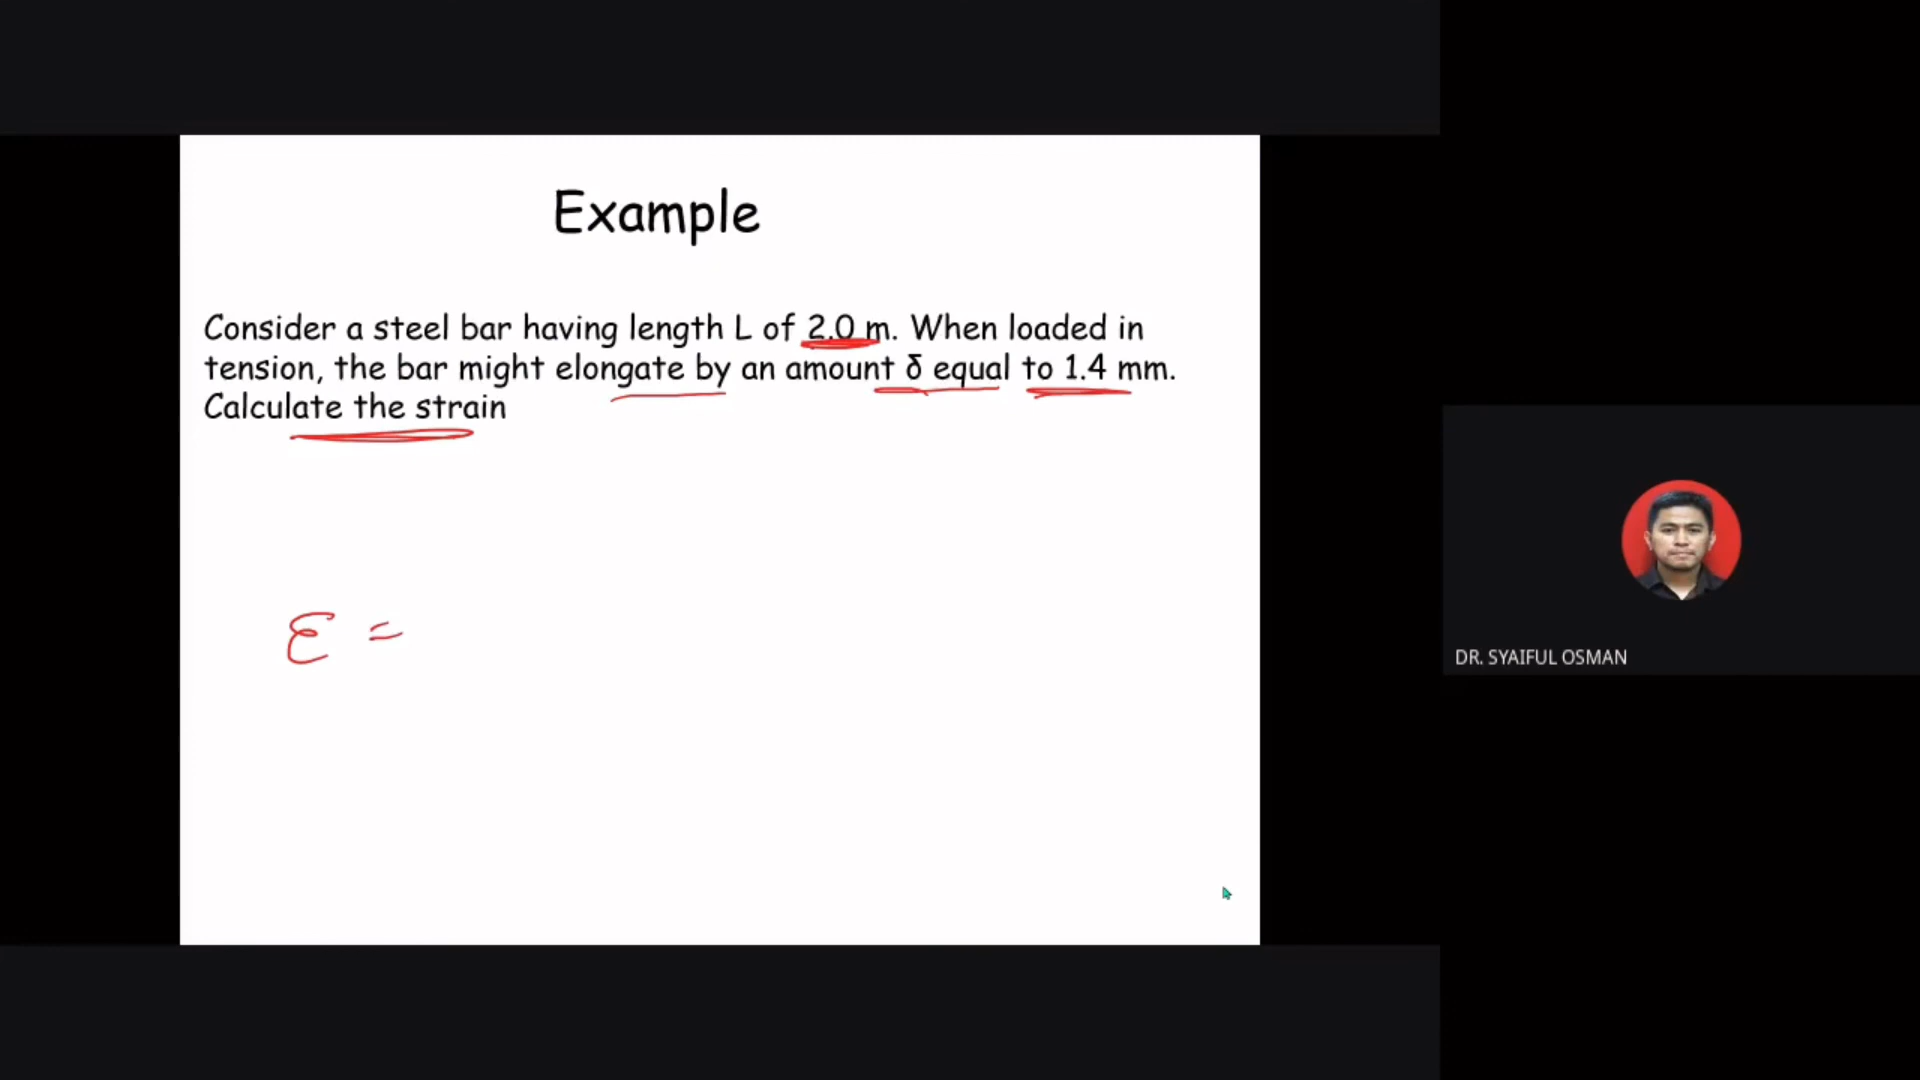 Example
Consider a steel bar having length L of 2.0 m. When loaded in
tension, the bar might elongate by an amount δ equal to 1.4 mm.
Calculate the strain
ε =
DR. SYAIFUL OSMAN